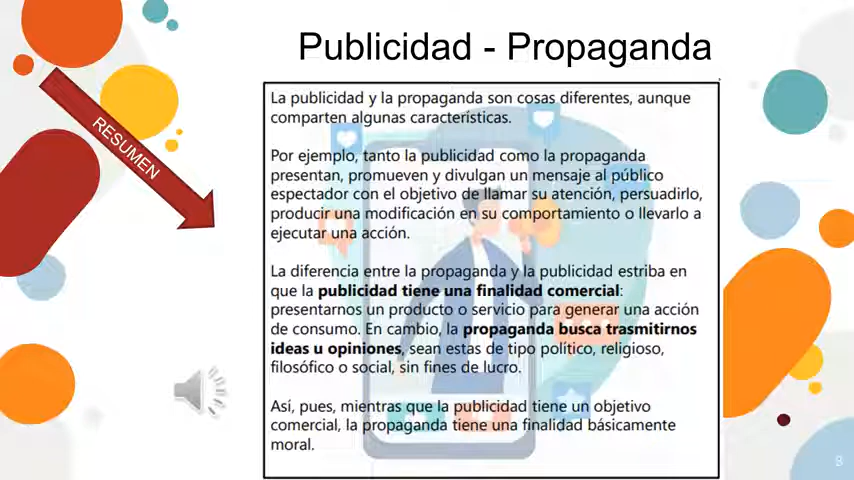 Publicidad - Propaganda
RESUMEN
La publicidad y la propaganda son cosas diferentes, aunque
comparten algunas características.
Por ejemplo, tanto la publicidad como la propaganda
presentan, promueven y divulgan un mensaje al público
espectador con el objetivo de llamar su atención, persuadirlo,
producir una modificación en su comportamiento o llevarlo a
ejecutar una acción.
La diferencia entre la propaganda y la publicidad estriba en
que la publicidad tiene una finalidad comercial:
presentarnos un producto o servicio para generar una acción
de consumo. En cambio, la propaganda busca trasmitirnos
ideas u opiniones, sean estas de tipo político, religioso,
filosófico o social, sin fines de lucro.
Así, pues, mientras que la publicidad tiene un objetivo
comercial, la propaganda tiene una finalidad básicamente
moral.
8